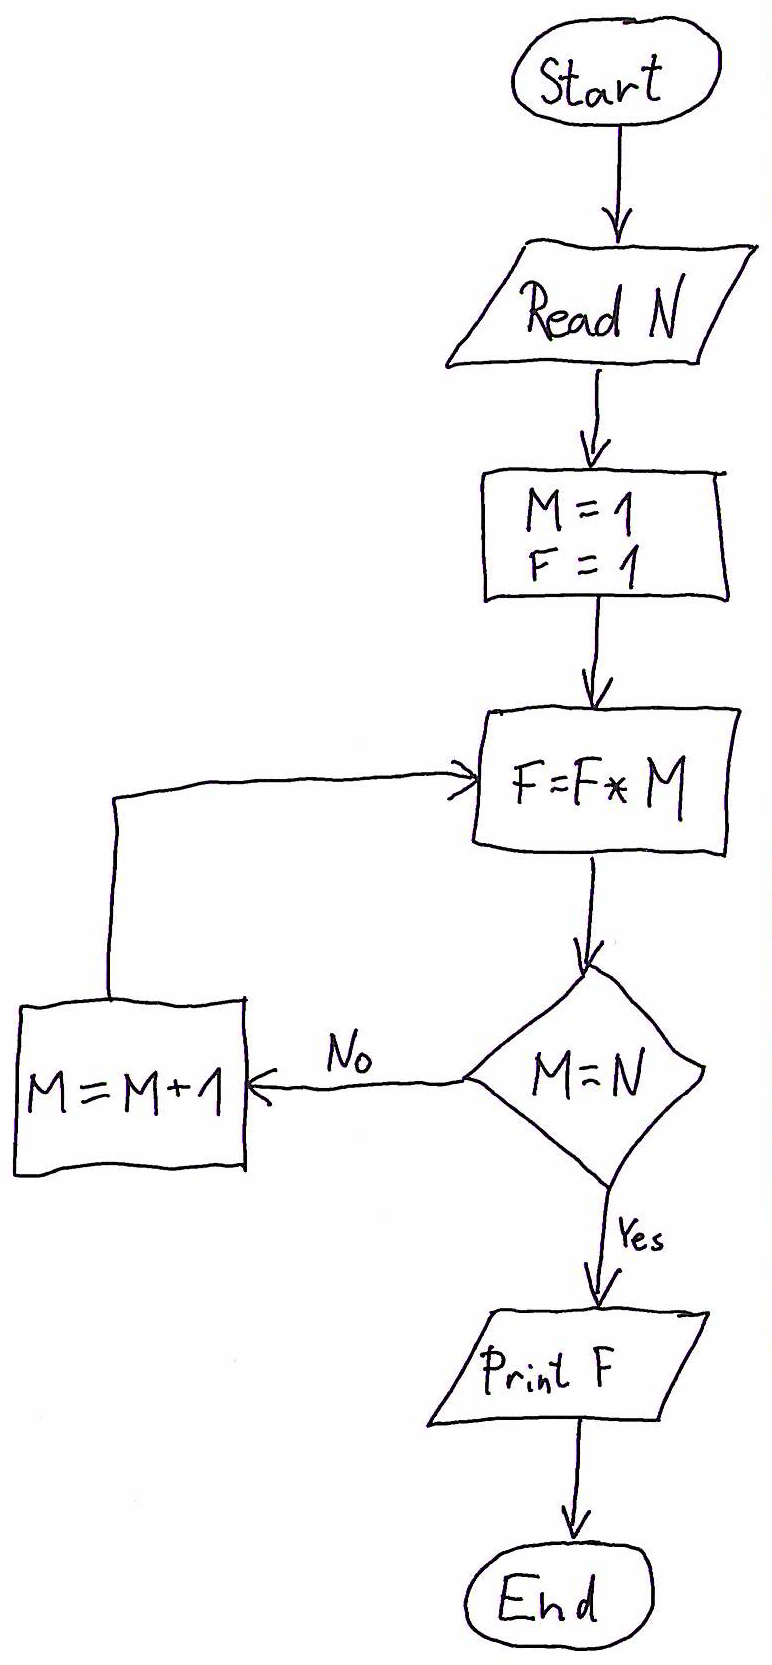 Start
Read N
M = 1
F = 1
F=F* M
M=N
No
M=M+1
Yes
Print F
End